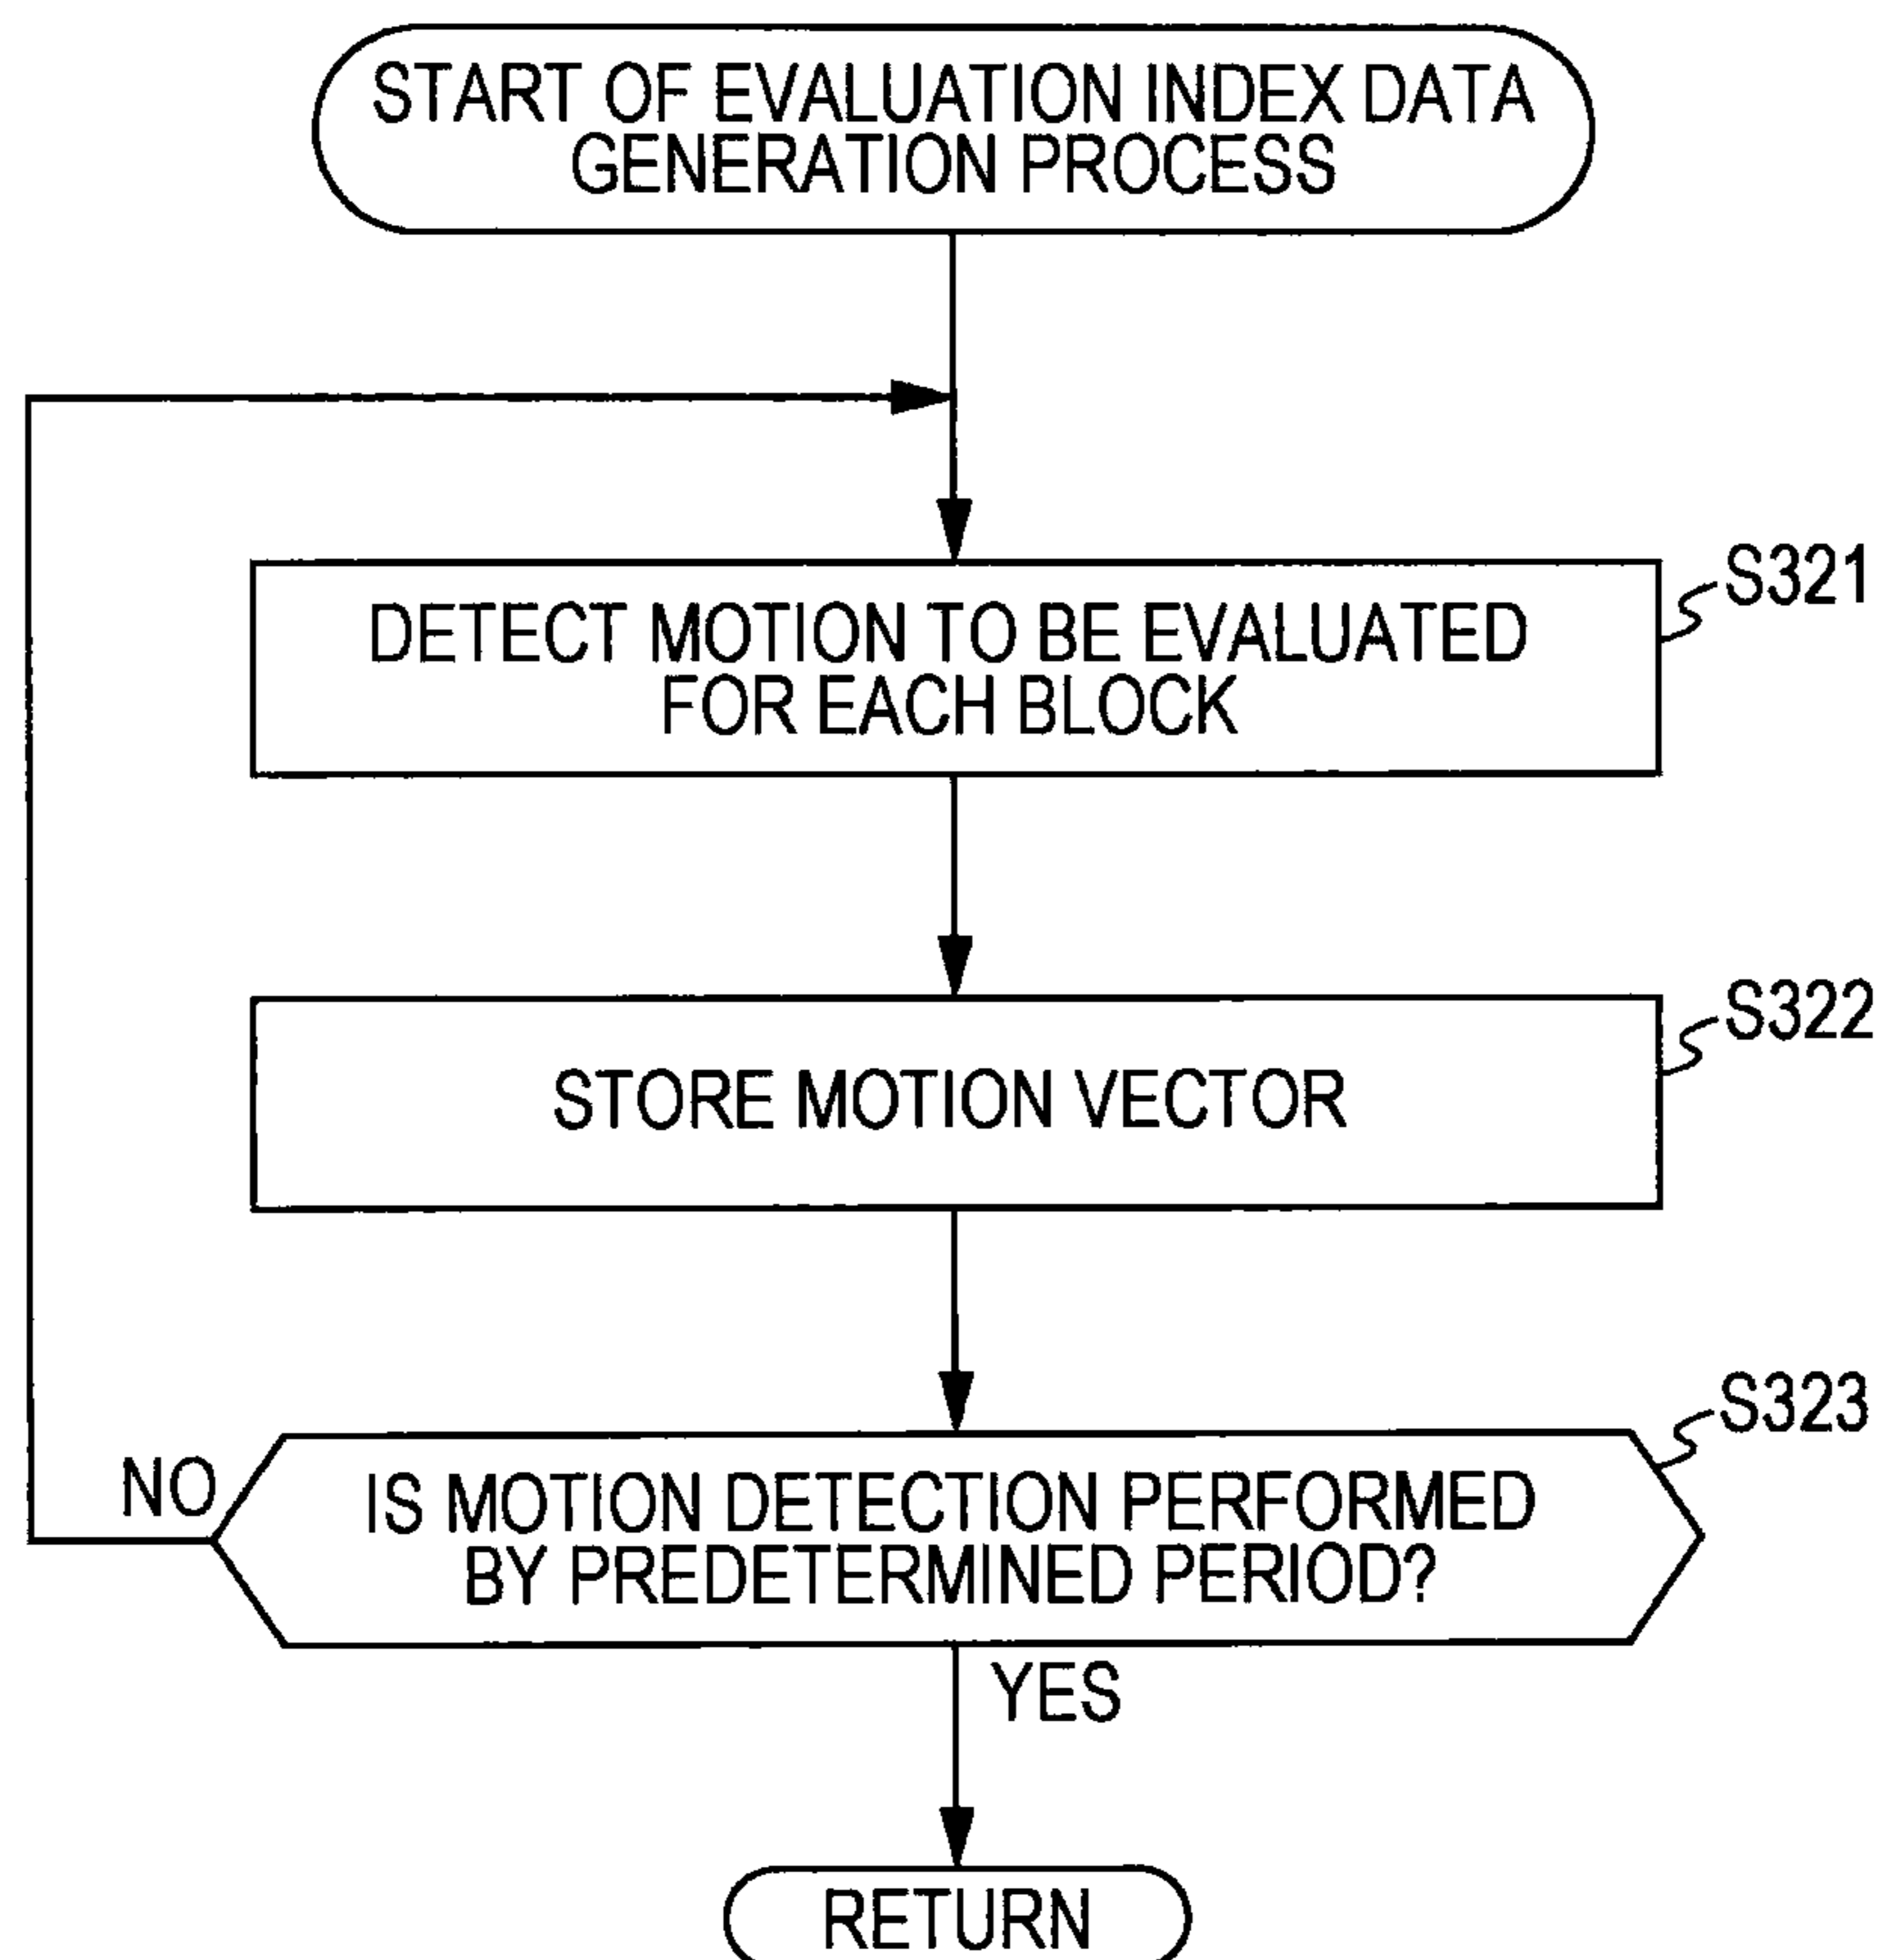 START OF EVALUATION INDEX DATA
GENERATION PROCESS
DETECT MOTION TO BE EVALUATED
FOR EACH BLOCK
S321
STORE MOTION VECTOR
S322
IS MOTION DETECTION PERFORMED
BY PREDETERMINED PERIOD?
S323
NO
YES
RETURN